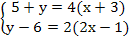 5 + y = 4(x + 3)
y − 6 = 2(2x − 1)